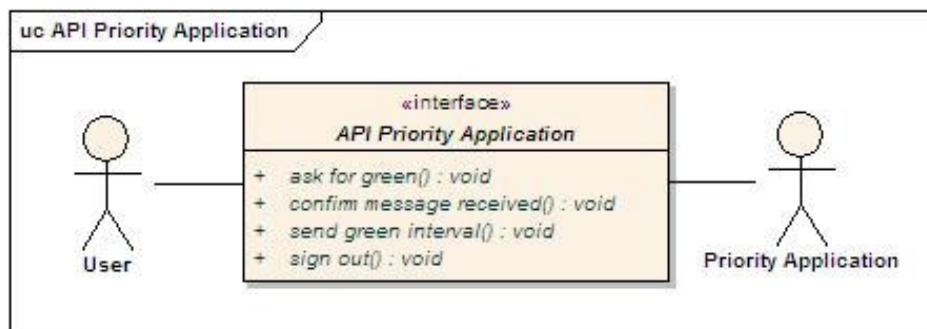 uc API Priority Application
«interface»
API Priority Application
+ ask for green() : void
+ confirm message received() : void
+ send green interval() : void
+ sign out() : void
User
Priority Application